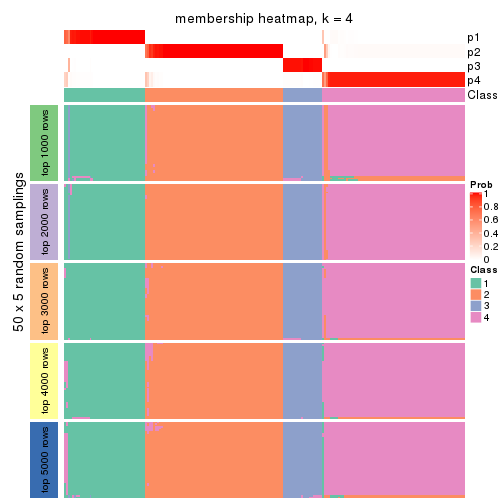 membership heatmap, k = 4
p1
p2
p3
p4
Class
50 x 5 random samplings
top 1000 rows
top 2000 rows
top 3000 rows
top 4000 rows
top 5000 rows
Prob
1
0.8
0.6
0.4
0.2
0
Class
1
2
3
4